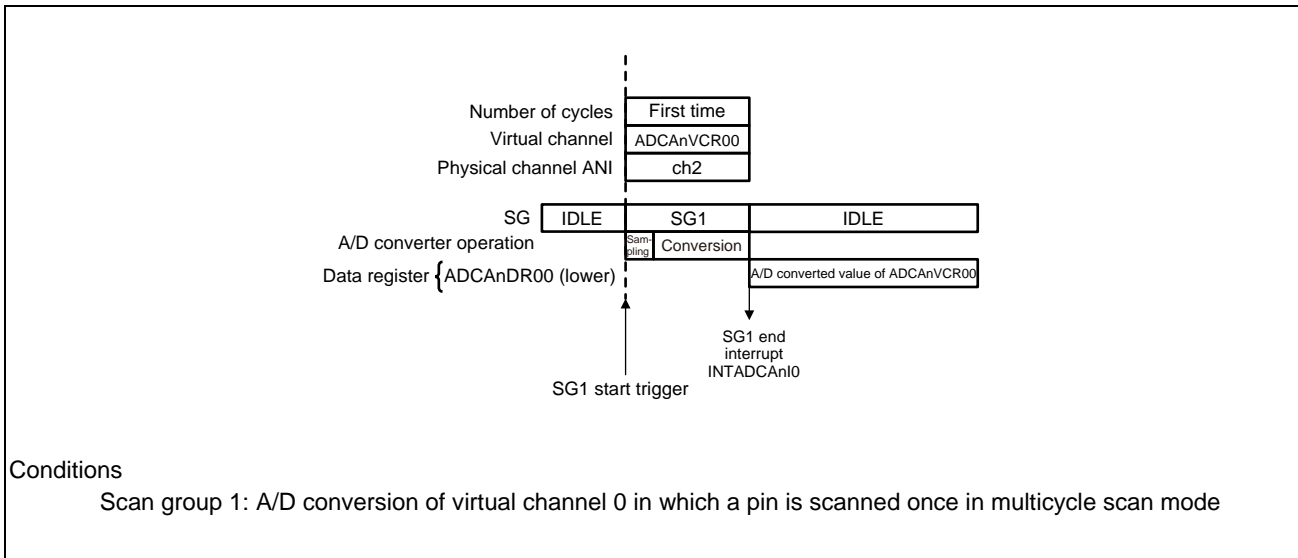 Number of cycles First time
Virtual channel ADCAnVCR00
Physical channel ANI ch2
SG IDLE SG1 IDLE
A/D converter operation Sam-
pling Conversion
Data register { ADCAnDR00 (lower) A/D converted value of ADCAnVCR00
SG1 end
interrupt
INTADCAnI0
SG1 start trigger
Conditions
Scan group 1: A/D conversion of virtual channel 0 in which a pin is scanned once in multicycle scan mode